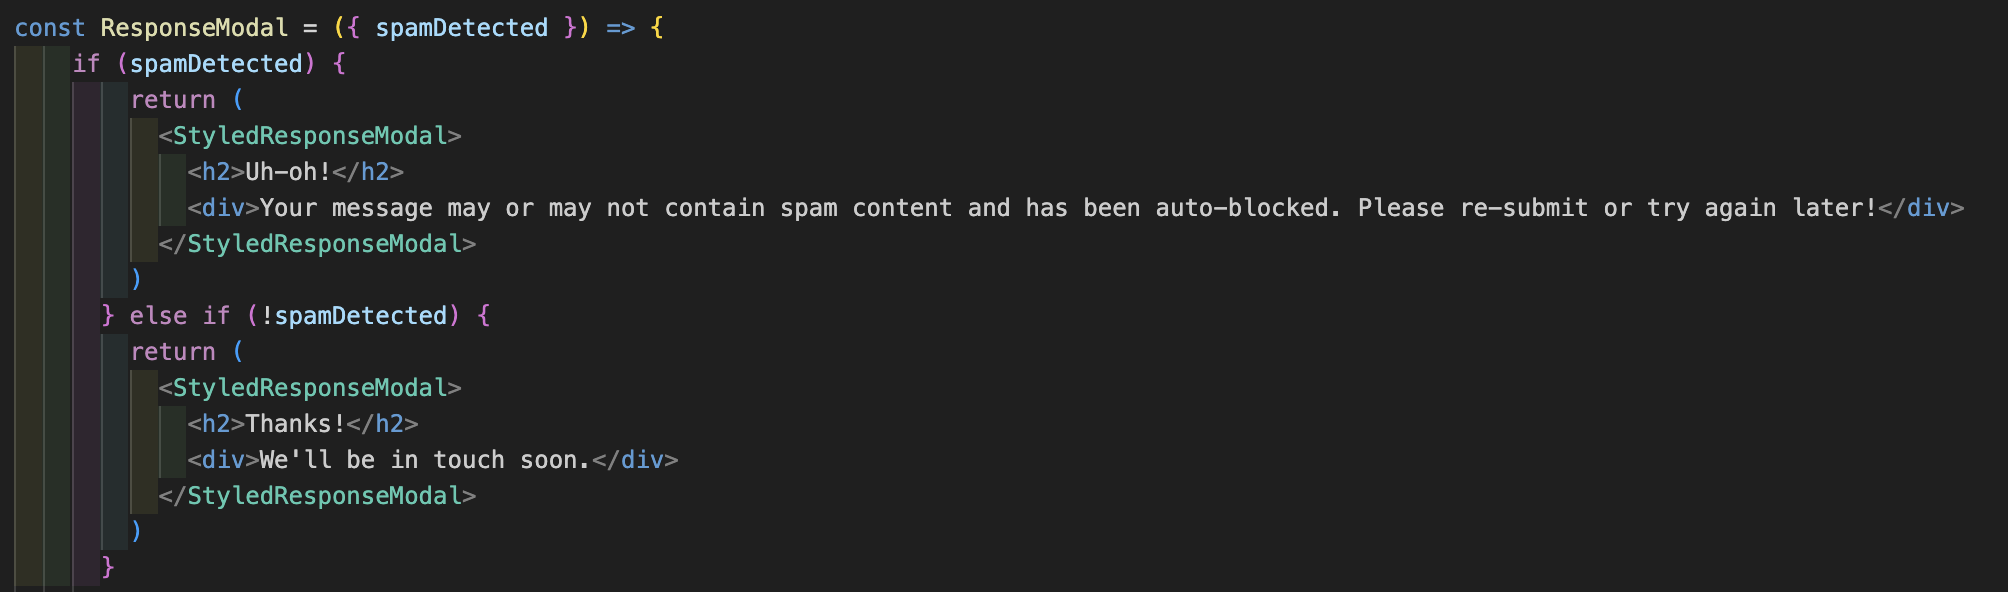 const ResponseModal = ({ spamDetected }) => {
if (spamDetected) {
return (
<StyledResponseModal>
<h2>Uh-oh!</h2>
<div>Your message may or may not contain spam content and has been auto-blocked. Please re-submit or try again later!</div>
</StyledResponseModal>
)
} else if (!spamDetected) {
return (
<StyledResponseModal>
<h2>Thanks!</h2>
<div>We'll be in touch soon.</div>
</StyledResponseModal>
)
}